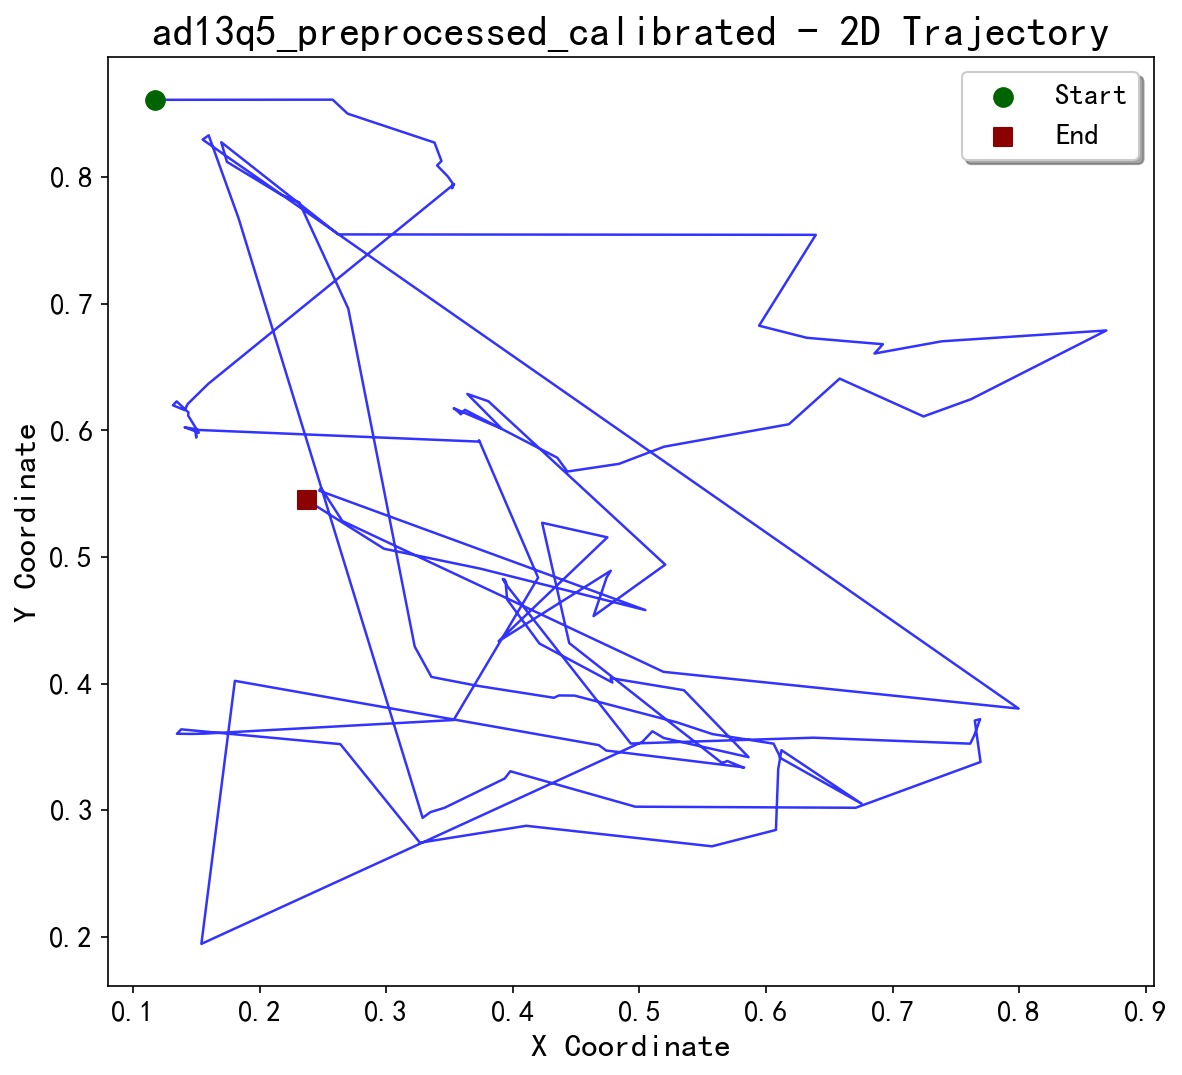 ad13q5_preprocessed_calibrated - 2D Trajectory
Start
End
Y Coordinate
0.8
0.7
0.6
0.5
0.4
0.3
0.2
0.1 0.2 0.3 0.4 0.5 0.6 0.7 0.8 0.9
X Coordinate